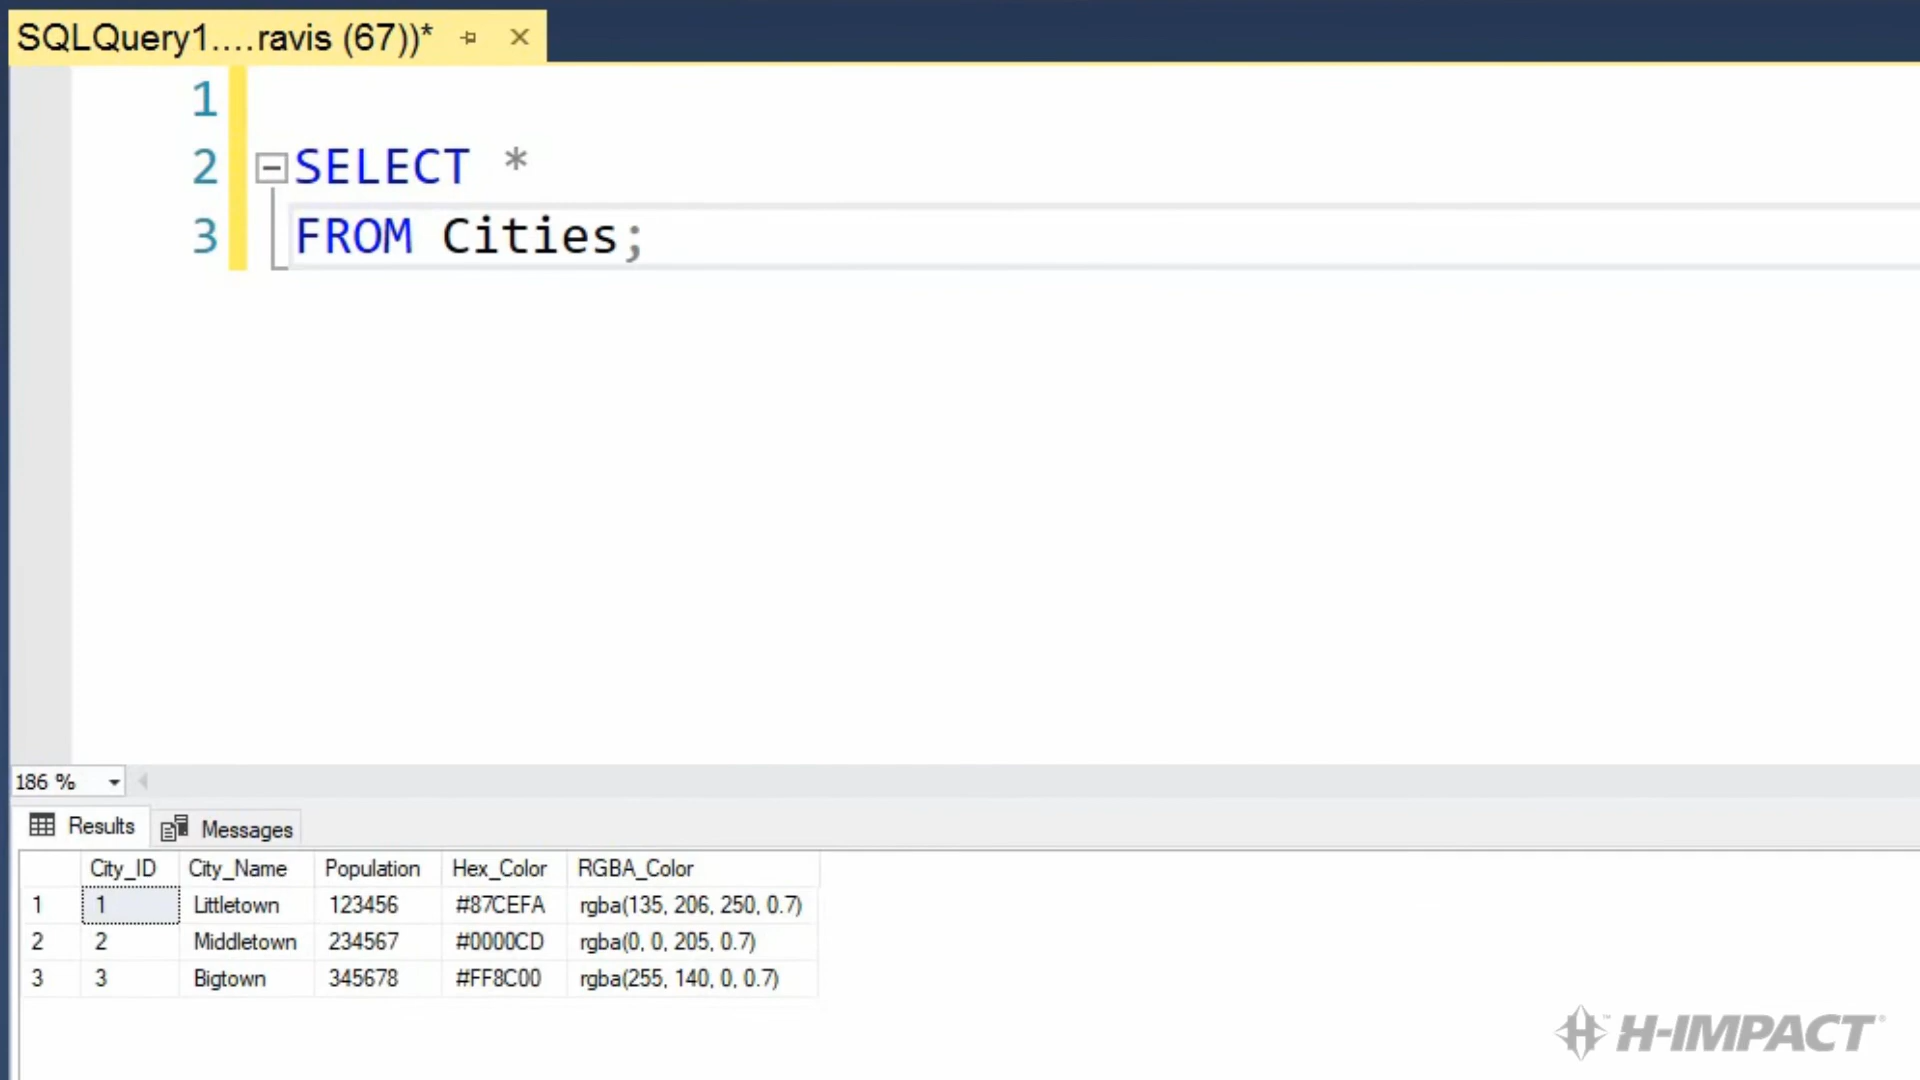 SQLQuery1....ravis (67))*
1
2 SELECT *
3 FROM Cities;
186 %
Results Messages
City_ID City_Name Population Hex_Color RGBA_Color
1 1 Littletown 123456 #87CEFA rgba(135, 206, 250, 0.7)
2 2 Middletown 234567 #0000CD rgba(0, 0, 205, 0.7)
3 3 Bigtown 345678 #FF8C00 rgba(255, 140, 0, 0.7)
H-IMPACT